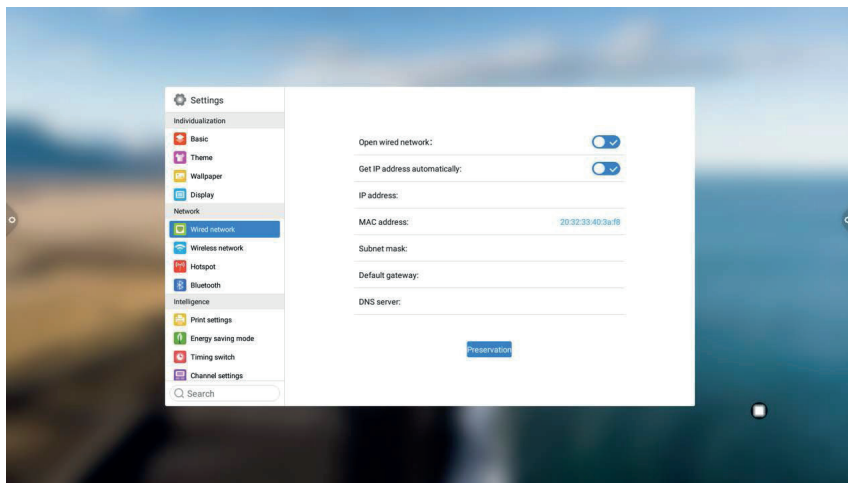 Settings
Individualization
Basic
Theme
Wallpaper
Display
Network
Wired network
Wireless network
Hotspot
Bluetooth
Intelligence
Print settings
Energy saving mode
Timing switch
Channel settings
Search
Open wired network:
Get IP address automatically:
IP address:
MAC address: 20:32:33:40:3a:f8
Subnet mask:
Default gateway:
DNS server:
Preservation